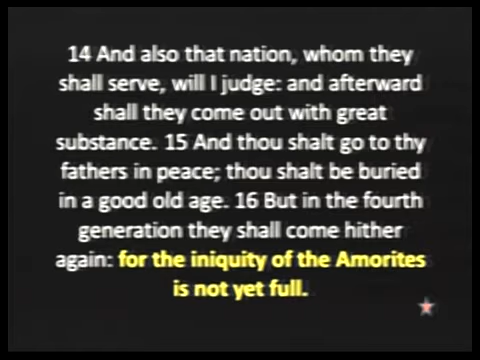 14 And also that nation, whom they
shall serve, will I judge: and afterward
shall they come out with great
substance. 15 And thou shalt go to thy
fathers in peace; thou shalt be buried
in a good old age. 16 But in the fourth
generation they shall come hither
again: for the iniquity of the Amorites
is not yet full.